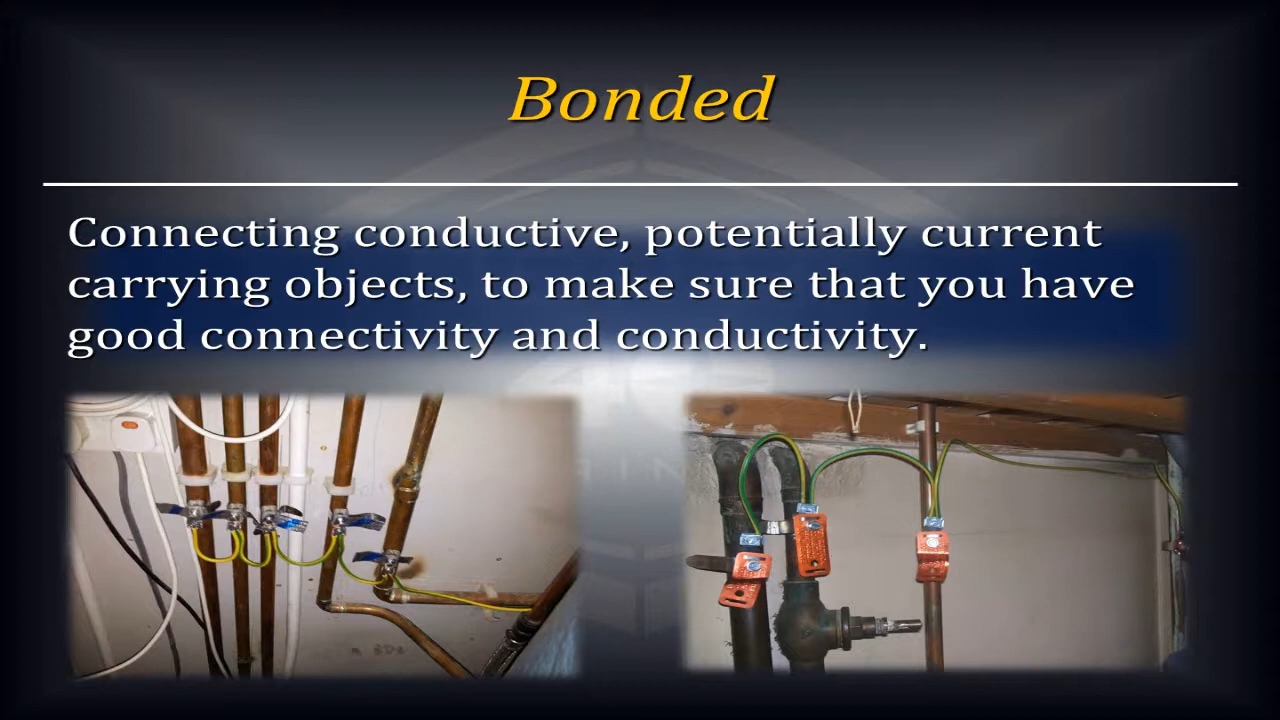 Bonded
Connecting conductive, potentially current
carrying objects, to make sure that you have
good connectivity and conductivity.